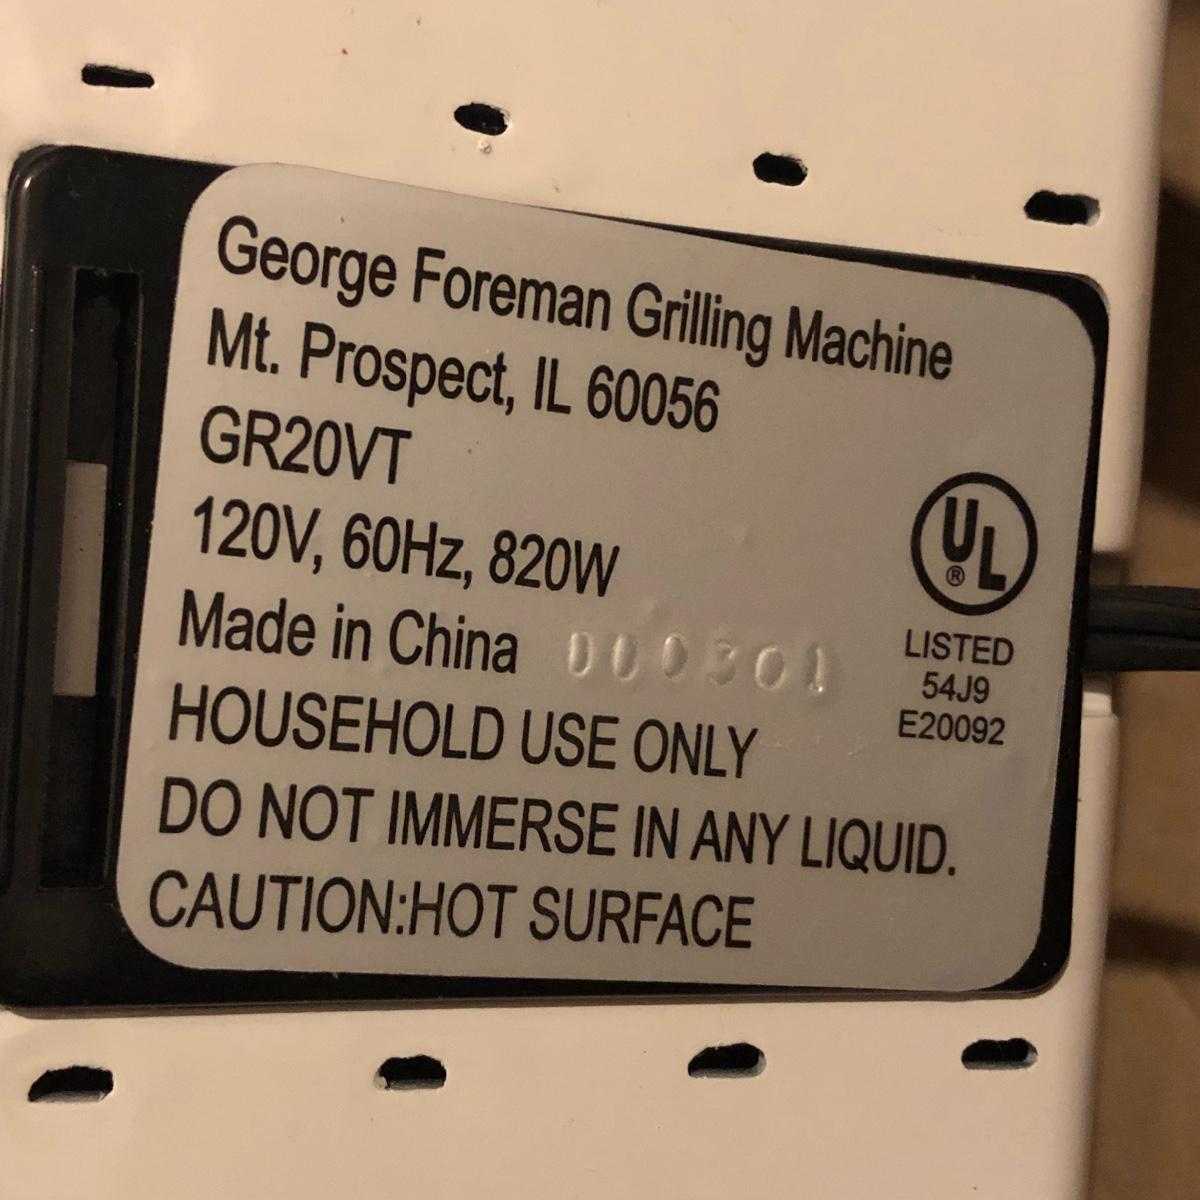 George Foreman Grilling Machine
Mt. Prospect, IL 60056
GR20VT
120V, 60Hz, 820W
Made in China 000301
HOUSEHOLD USE ONLY
DO NOT IMMERSE IN ANY LIQUID.
CAUTION:HOT SURFACE
UL
®
LISTED
54J9
E20092